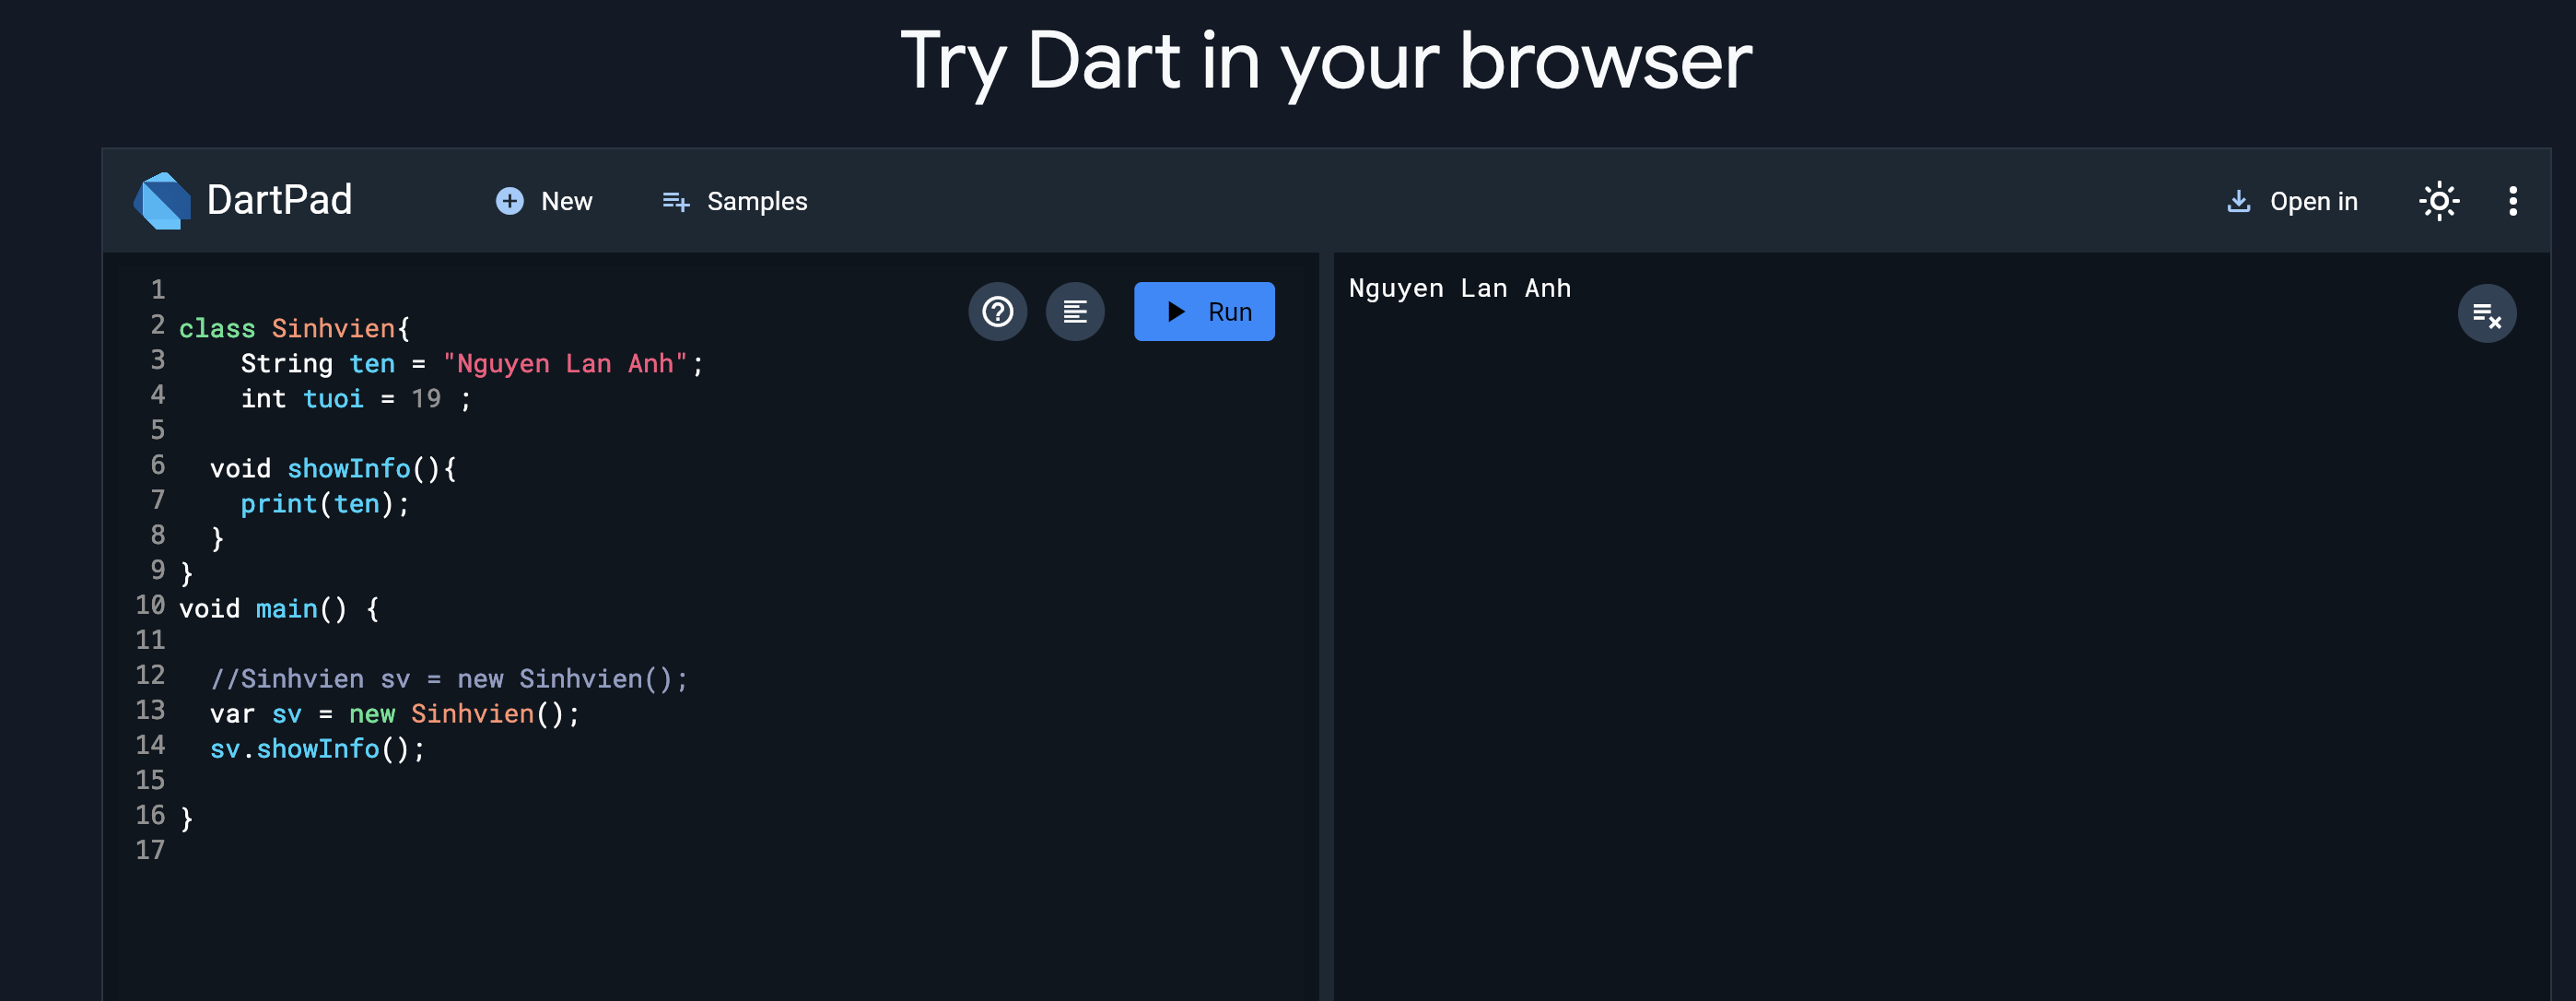 Try Dart in your browser
DartPad New Samples Open in
Run
1
2 class Sinhvien{
3     String ten = "Nguyen Lan Anh";
4     int tuoi = 19 ;
5
6   void showInfo(){
7     print(ten);
8   }
9 }
10 void main() {
11
12   //Sinhvien sv = new Sinhvien();
13   var sv = new Sinhvien();
14   sv.showInfo();
15
16 }
17
Nguyen Lan Anh